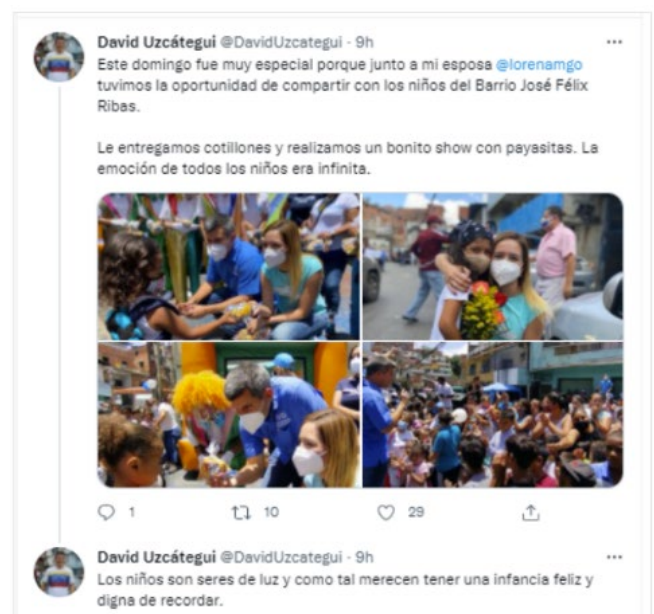 David Uzcátegui @DavidUzcategui · 9h
Este domingo fue muy especial porque junto a mi esposa @lorenamgo
tuvimos la oportunidad de compartir con los niños del Barrio José Félix
Ribas.
Le entregamos cotillones y realizamos un bonito show con payasitas. La
emoción de todos los niños era infinita.
1 10 29
David Uzcátegui @DavidUzcategui · 9h
Los niños son seres de luz y como tal merecen tener una infancia feliz y
digna de recordar.